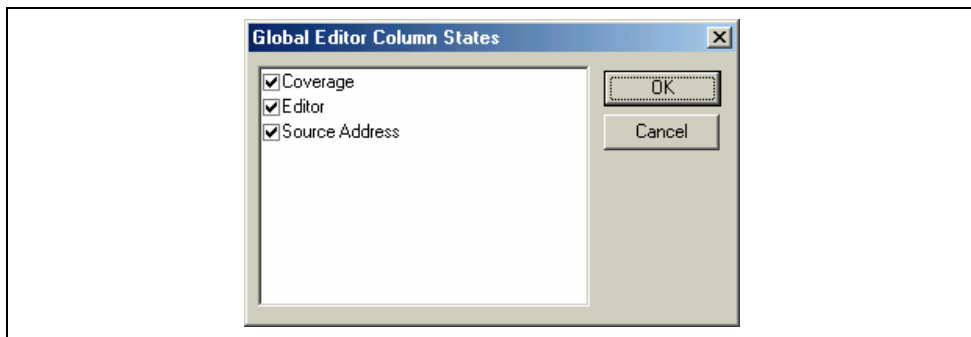 Global Editor Column States
Coverage
Editor
Source Address
OK
Cancel